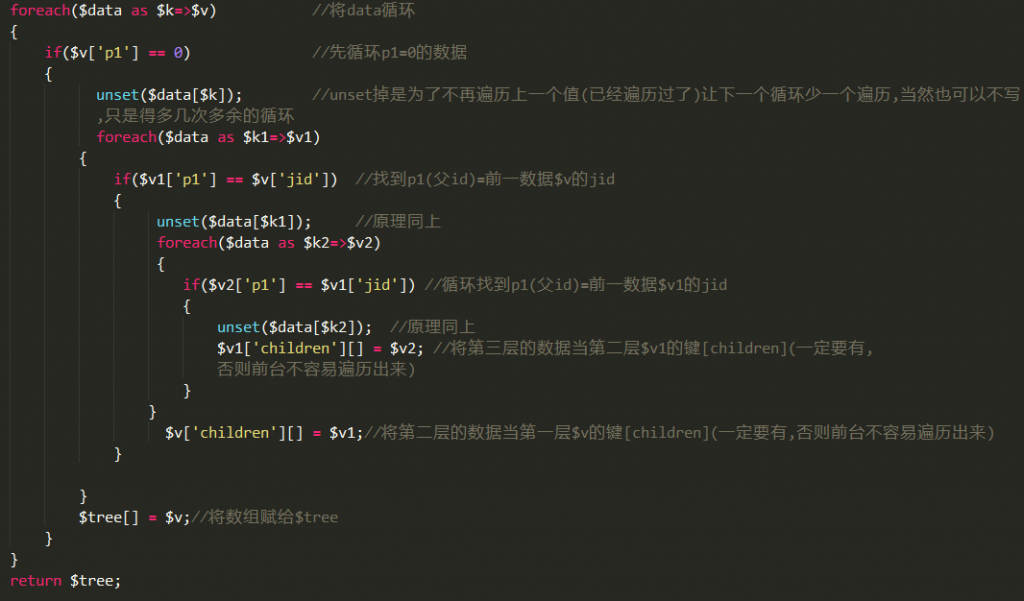 foreach($data as $k=>$v)           //将data循环
{
    if($v['p1'] == 0)              //先循环p1=0的数据
    {
          unset($data[$k]);        //unset掉是为了不再遍历上一个值(已经遍历过了)让下一个循环少一个遍历,当然也可以不写
          ,只是得多几次多余的循环
          foreach($data as $k1=>$v1)
        {
            if($v1['p1'] == $v['jid'])  //找到p1(父id)=前一数据$v的jid
            {
                 unset($data[$k1]);     //原理同上
                 foreach($data as $k2=>$v2)
                 {
                    if($v2['p1'] == $v1['jid']) //循环找到p1(父id)=前一数据$v1的jid
                    {
                        unset($data[$k2]);  //原理同上
                        $v1['children'][] = $v2; //将第三层的数据当第二层$v1的键[children](一定要有,
                        否则前台不容易遍历出来)
                    }
                }
                  $v['children'][] = $v1;//将第二层的数据当第一层$v的键[children](一定要有,否则前台不容易遍历出来)
            }
        }
        $tree[] = $v;//将数组赋给$tree
    }
}
return $tree;